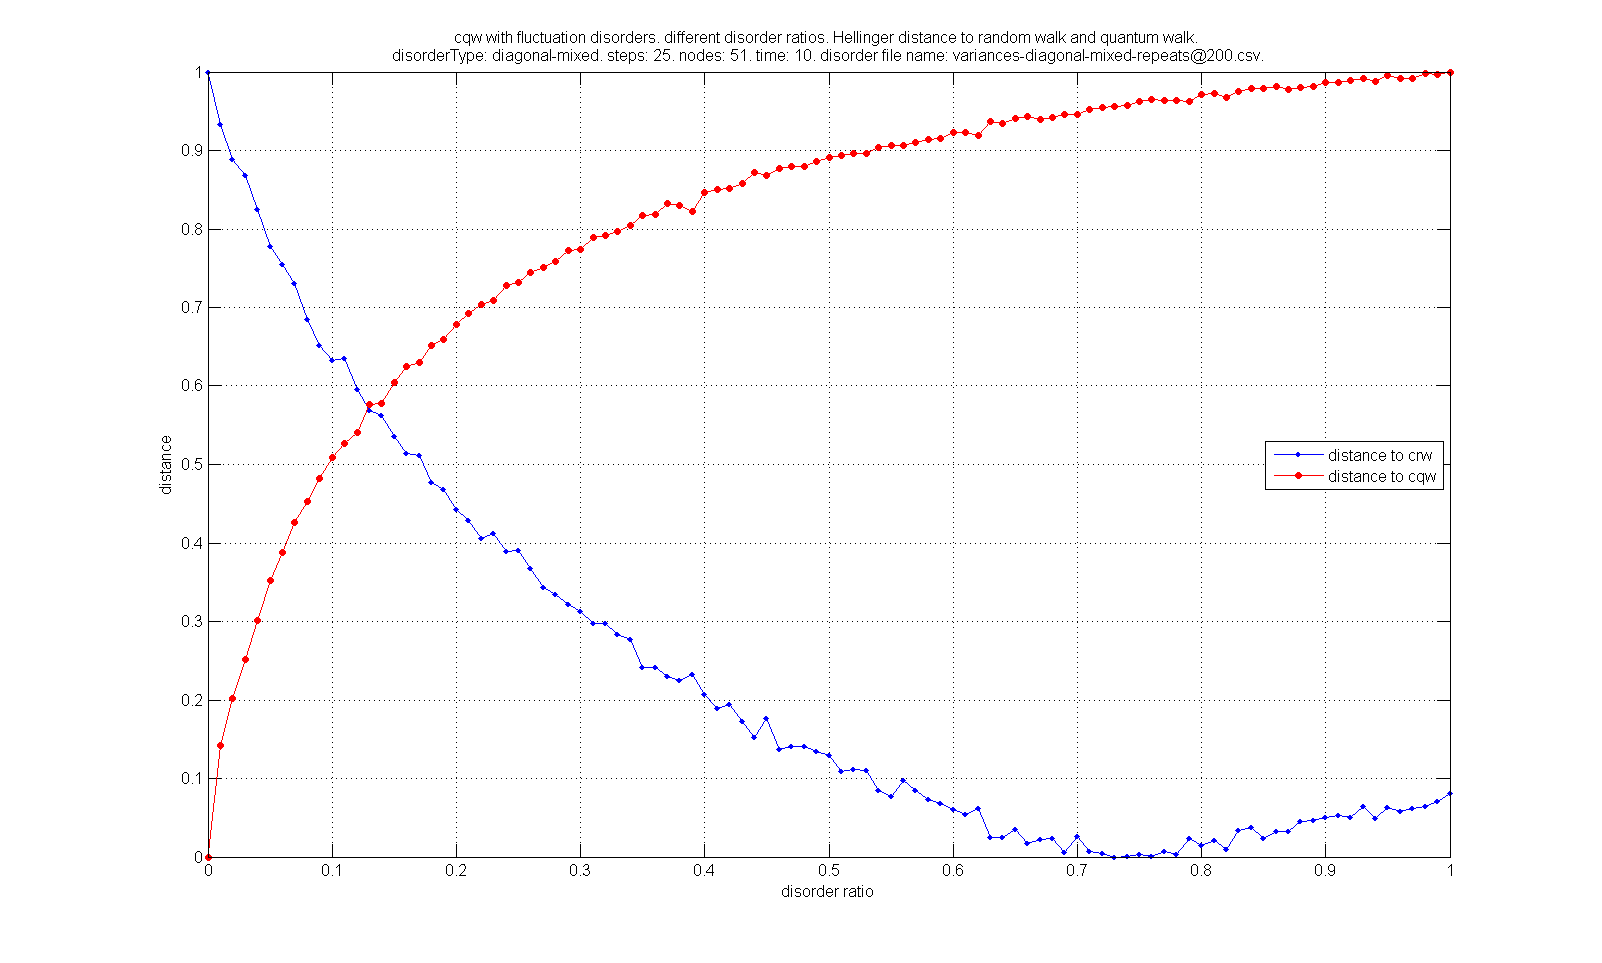 cqw with fluctuation disorders. different disorder ratios. Hellinger distance to random walk and quantum walk.
disorderType: diagonal-mixed. steps: 25. nodes: 51. time: 10. disorder file name: variances-diagonal-mixed-repeats@200.csv.
1
0.9
0.8
0.7
0.6
0.5
0.4
0.3
0.2
0.1
0
distance
distance to crw
distance to cqw
0 0.1 0.2 0.3 0.4 0.5 0.6 0.7 0.8 0.9 1
disorder ratio